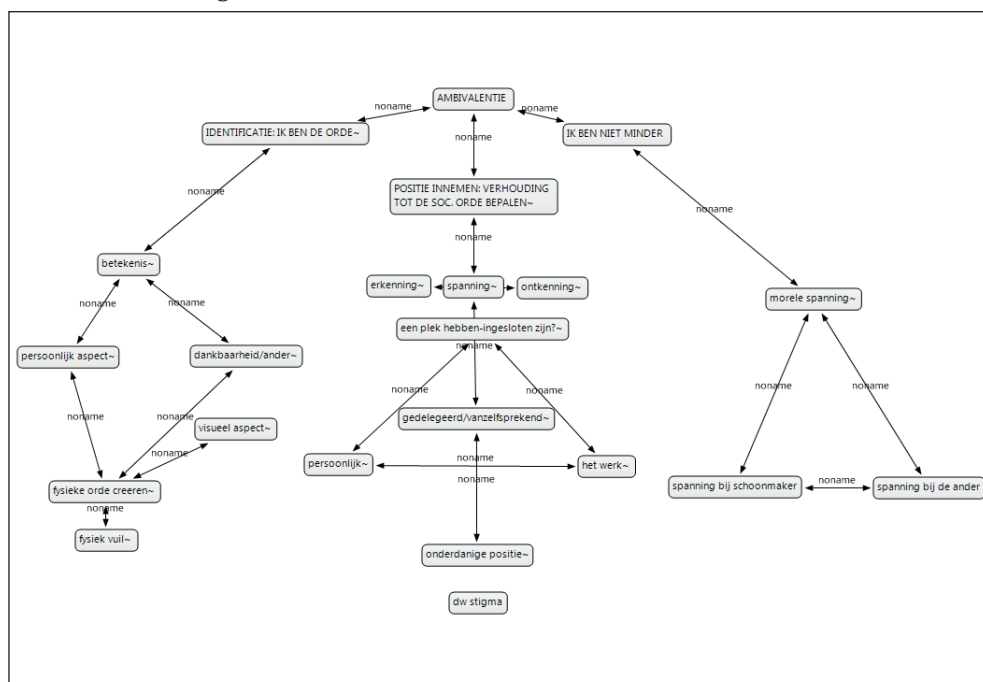 AMBIVALENTIE
noname
noname
IDENTIFICATIE: IK BEN DE ORDE~
noname
IK BEN NIET MINDER
noname
POSITIE INNEMEN: VERHOUDING
TOT DE SOC. ORDE BEPALEN~
noname
noname
betekenis~
erkenning~
spanning~
ontkenning~
morele spanning~
noname
noname
een plek hebben-ingesloten zijn?~
persoonlijk aspect~
dankbaarheid/ander~
noname
noname
noname
noname
noname
noname
noname
gedelegeerd/vanzelfsprekend~
visueel aspect~
noname
persoonlijk~
noname
het werk~
noname
fysieke orde creeren~
spanning bij schoonmaker
noname
spanning bij de ander
noname
fysiek vuil~
onderdanige positie~
dw stigma